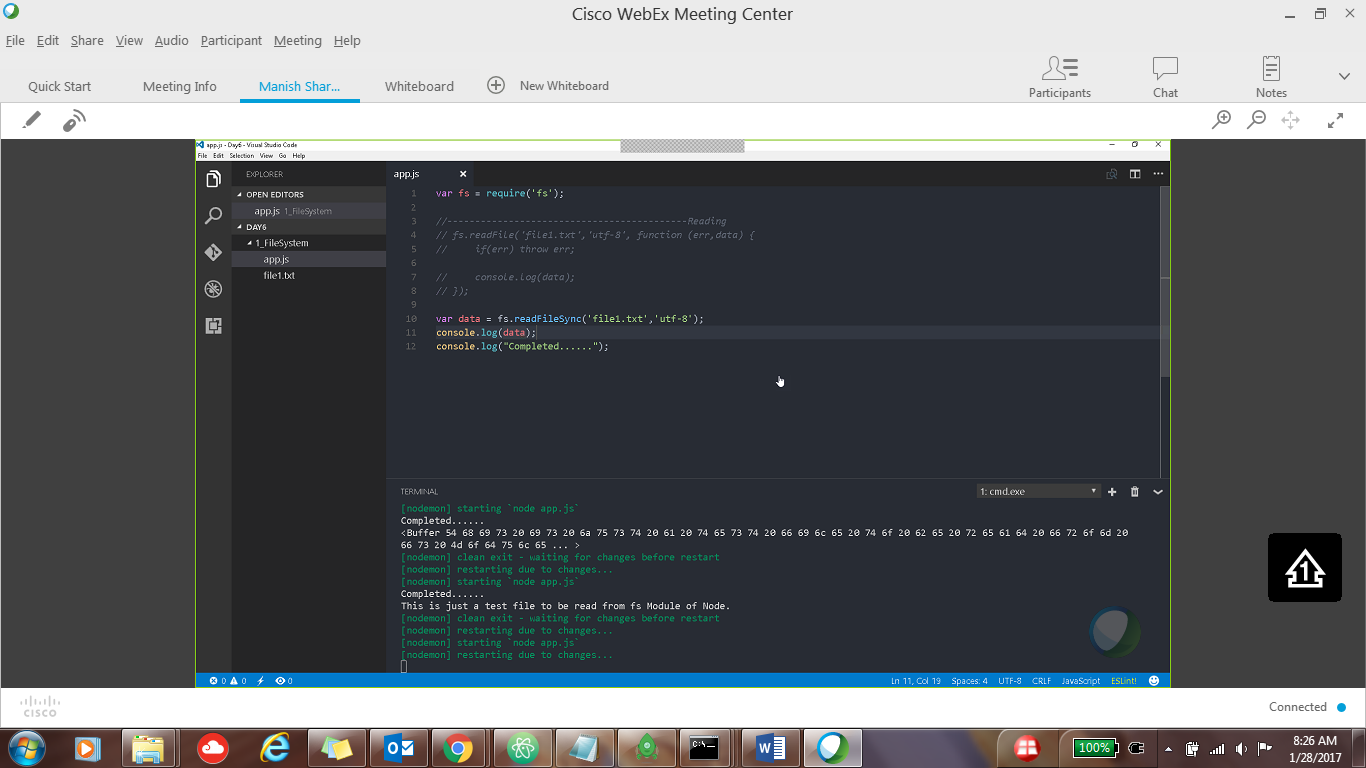 Cisco WebEx Meeting Center
File Edit Share View Audio Participant Meeting Help
Quick Start Meeting Info Manish Shar... Whiteboard New Whiteboard
Participants Chat Notes
app.js - Day6 - Visual Studio Code
File Edit Selection View Go Help
EXPLORER
OPEN EDITORS
app.js 1_FileSystem
DAY6
1_FileSystem
app.js
file1.txt
app.js
1 var fs = require('fs');
2
3 //-------------------------------------------Reading
4 // fs.readFile('file1.txt','utf-8', function (err,data) {
5 //     if(err) throw err;
6
7 //     console.log(data);
8 // });
9
10 var data = fs.readFileSync('file1.txt','utf-8');
11 console.log(data);
12 console.log("Completed......");
TERMINAL
1: cmd.exe
[nodemon] starting `node app.js`
Completed......
<Buffer 54 68 69 73 20 69 73 20 6a 75 73 74 20 61 20 74 65 73 74 20 66 69 6c 65 20 74 6f 20 62 65 20 72 65 61 64 20 66 72 6f 6d 20
66 73 20 4d 6f 64 75 6c 65 ... >
[nodemon] clean exit - waiting for changes before restart
[nodemon] restarting due to changes...
[nodemon] starting `node app.js`
Completed......
This is just a test file to be read from fs Module of Node.
[nodemon] clean exit - waiting for changes before restart
[nodemon] restarting due to changes...
[nodemon] starting `node app.js`
[nodemon] restarting due to changes...
0 0 0
Ln 11, Col 19 Spaces: 4 UTF-8 CRLF JavaScript ESLint!
1
CISCO
Connected
100%
8:26 AM
1/28/2017